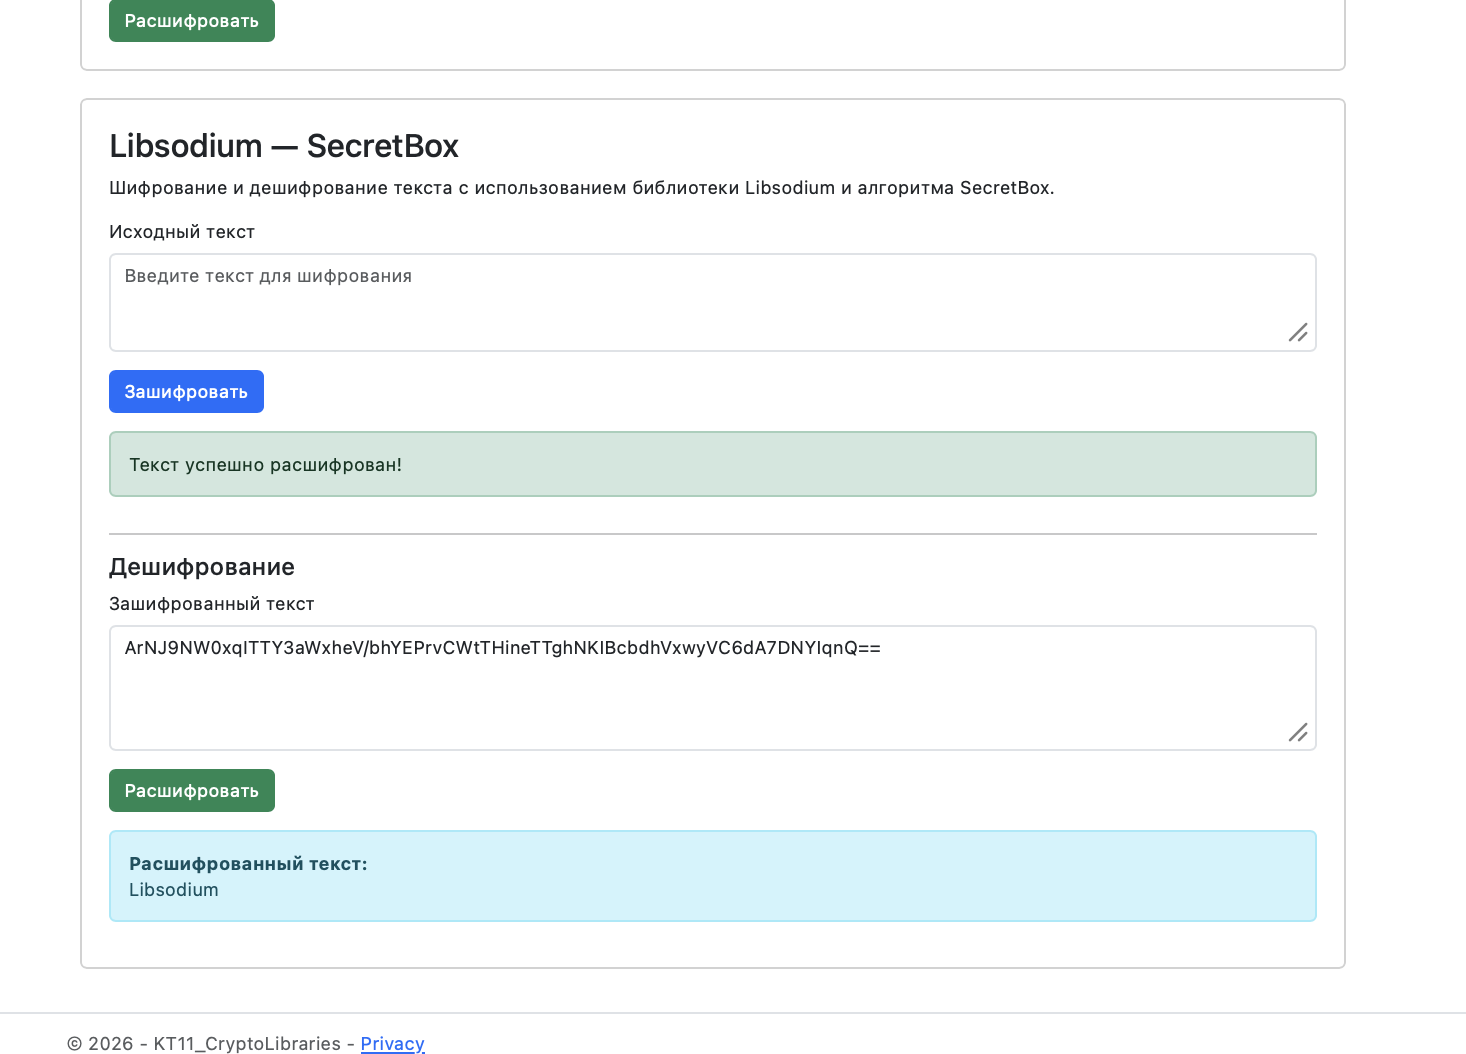 Расшифровать
Libsodium — SecretBox
Шифрование и дешифрование текста с использованием библиотеки Libsodium и алгоритма SecretBox.
Исходный текст
Введите текст для шифрования
Зашифровать
Текст успешно расшифрован!
Дешифрование
Зашифрованный текст
ArNJ9NW0xqITTY3aWxheV/bhYEPrvCWtTHineTTghNKIBcbdhVxwyVC6dA7DNYIqnQ==
Расшифровать
Расшифрованный текст:
Libsodium
© 2026 - KT11_CryptoLibraries - Privacy